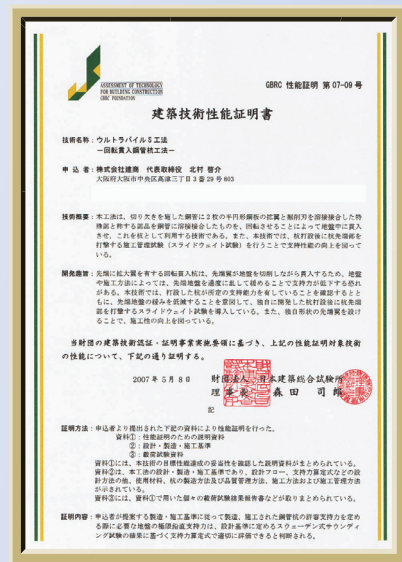 ASSESSMENT OF TECHNOLOGY
FOR BUILDING CONSTRUCTION
GBRC FOUNDATION
GBRC 性能証明 第 07-09 号
建築技術性能証明書
技術名称：ウルトラパイルS工法
－回転貫入鋼管杭工法－
申 込 者：株式会社建商 代表取締役 北村 啓介
大阪府大阪市中央区高津三丁目3番29号603
技術概要：本工法は、切り欠きを施した鋼管に2枚の半円形鋼板の拡翼と掘削刃を溶接接合した特
殊部と称する部品を鋼管に溶接接合したものを、回転させることによって地盤中に貫入
させ、これを杭として利用する技術である。また、本技術では、杭打設後に杭先端部を
打撃する施工管理試験（スライドウェイト試験）を行うことで支持性能の向上を図って
いる。
開発趣旨：先端に拡大翼を有する回転貫入杭は、先端翼が地盤を切削しながら貫入するため、地盤
や施工方法によっては、先端地盤を過度に乱して緩めることで支持力が低下する恐れ
がある。本技術では、打設した杭が所定の支持能力を有していることを確認するとと
もに、先端地盤の緩みを低減することを意図して、独自に開発した杭打設後に杭先端
部を打撃するスライドウェイト試験を導入している。また、独自形状の先端翼を設け
ることで、施工性の向上を図っている。
当財団の建築技術認証・証明事業実施要領に基づき、上記の性能証明対象技術
の性能について、下記の通り証明する。
2007年5月8日
財団法人 日本建築総合試験所
理事長 森田 司郎
記
証明方法：申込者より提出された下記の資料により性能証明を行った。
資料①：性能証明のための説明資料
②：設計・製造・施工基準
③：載荷試験資料
資料①には、本技術の目標性能達成の妥当性を確認した説明資料がまとめられている。
資料②は、本工法の設計・製造・施工基準であり、設計フロー、支持力算定式などの設
計方法の他、使用材料、杭の製造方法及び品質管理方法、施工方法および施工管理方法
が示されている。
資料③には、資料①で用いた個々の載荷試験結果報告書などが取りまとめられている。
証明内容：申込者が提案する製造・施工基準に従って製造、施工された鋼管杭の許容支持力を定め
る際に必要な地盤の極限鉛直支持力は、設計基準に定めるスウェーデン式サウンディ
ング試験の結果に基づく支持力算定式で適切に評価できると判断される。